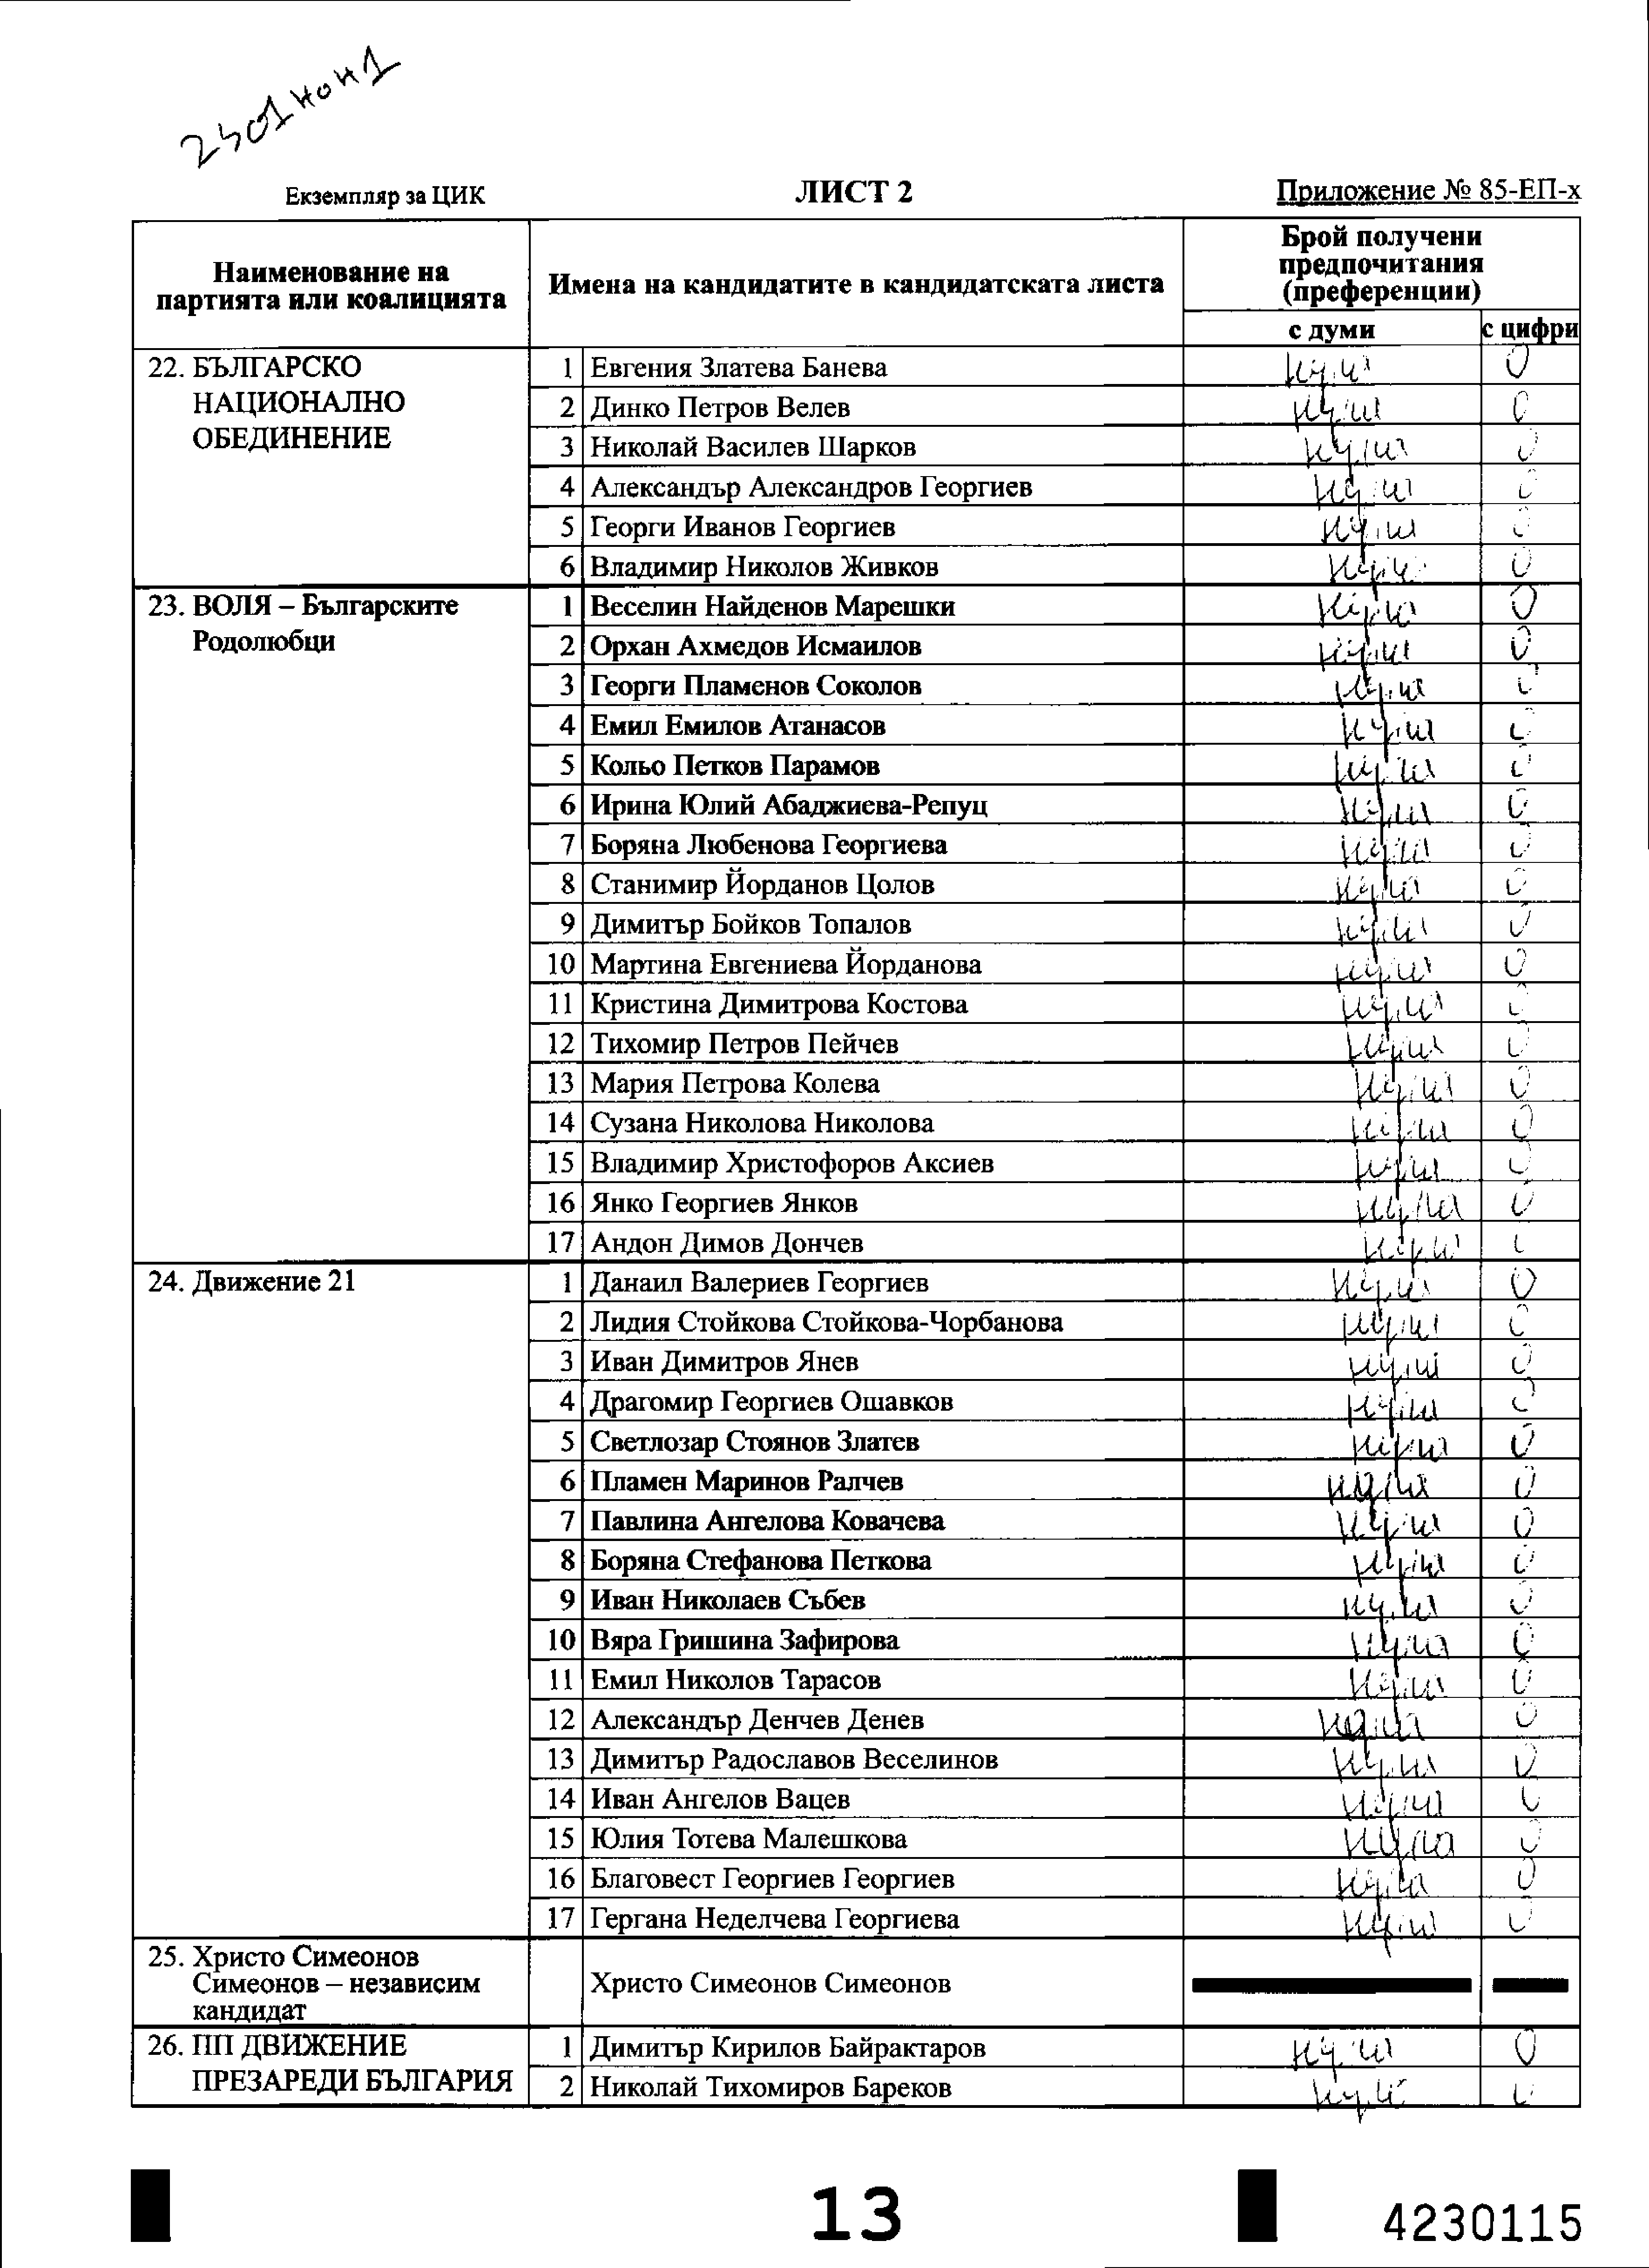 Екземпляр за ЦИК
ЛИСТ 2
Приложение № 85-ЕП-х
Наименование на партията или коалицията
Имена на кандидатите в кандидатската листа
Брой получени предпочитания (преференции)
с думи
с цифри
22. БЪЛГАРСКО
НАЦИОНАЛНО
ОБЕДИНЕНИЕ
1 Евгения Златева Банева нула 0
2 Динко Петров Велев нула 0
3 Николай Василев Шарков нула 0
4 Александър Александров Георгиев нула 0
5 Георги Иванов Георгиев нула 0
6 Владимир Николов Живков нула 0
23. ВОЛЯ – Българските
Родолюбци
1 Веселин Найденов Марешки нула 0
2 Орхан Ахмедов Исмаилов нула 0
3 Георги Пламенов Соколов нула 0
4 Емил Емилов Атанасов нула 0
5 Кольо Петков Парамов нула 0
6 Ирина Юлий Абаджиева-Репуц нула 0
7 Боряна Любенова Георгиева нула 0
8 Станимир Йорданов Цолов нула 0
9 Димитър Бойков Топалов нула 0
10 Мартина Евгениева Йорданова нула 0
11 Кристина Димитрова Костова нула 0
12 Тихомир Петров Пейчев нула 0
13 Мария Петрова Колева нула 0
14 Сузана Николова Николова нула 0
15 Владимир Христофоров Аксиев нула 0
16 Янко Георгиев Янков нула 0
17 Андон Димов Дончев нула 0
24. Движение 21
1 Данаил Валериев Георгиев нула 0
2 Лидия Стойкова Стойкова-Чорбанова нула 0
3 Иван Димитров Янев нула 0
4 Драгомир Георгиев Ошавков нула 0
5 Светлозар Стоянов Златев нула 0
6 Пламен Маринов Ралчев нула 0
7 Павлина Ангелова Ковачева нула 0
8 Боряна Стефанова Петкова нула 0
9 Иван Николаев Събев нула 0
10 Вяра Гришина Зафирова нула 0
11 Емил Николов Тарасов нула 0
12 Александър Денчев Денев нула 0
13 Димитър Радославов Веселинов нула 0
14 Иван Ангелов Вацев нула 0
15 Юлия Тотева Малешкова нула 0
16 Благовест Георгиев Георгиев нула 0
17 Гергана Неделчева Георгиева нула 0
25. Христо Симеонов
Симеонов – независим
кандидат
Христо Симеонов Симеонов
26. ПП ДВИЖЕНИЕ
ПРЕЗАРЕДИ БЪЛГАРИЯ
1 Димитър Кирилов Байрактаров нула 0
2 Николай Тихомиров Бареков нула 0
13
4230115